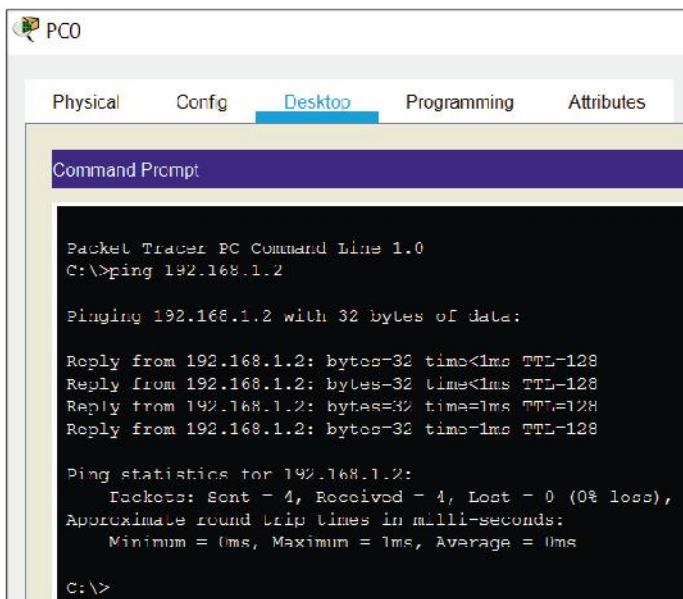 PC0
Physical Config Desktop Programming Attributes
Command Prompt
Packet Tracer PC Command Line 1.0
C:\>ping 192.168.1.2
Pinging 192.168.1.2 with 32 bytes of data:
Reply from 192.168.1.2: bytes=32 time<1ms TTL=128
Reply from 192.168.1.2: bytes=32 time<1ms TTL=128
Reply from 192.168.1.2: bytes=32 time=1ms TTL=128
Reply from 192.168.1.2: bytes=32 time=1ms TTL=128
Ping statistics for 192.168.1.2:
Packets: Sent = 4, Received = 4, Lost = 0 (0% loss),
Approximate round trip times in milli-seconds:
Minimum = 0ms, Maximum = 1ms, Average = 0ms
C:\>